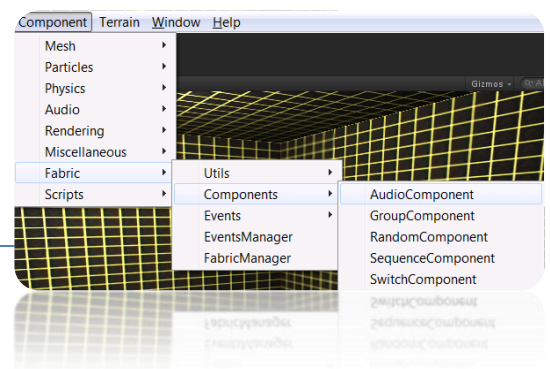 Component Terrain Window Help
Mesh
Particles
Physics
Audio
Rendering
Miscellaneous
Fabric
Scripts
Gizmos
Utils
Components
Events
EventsManager
FabricManager
AudioComponent
GroupComponent
RandomComponent
SequenceComponent
SwitchComponent